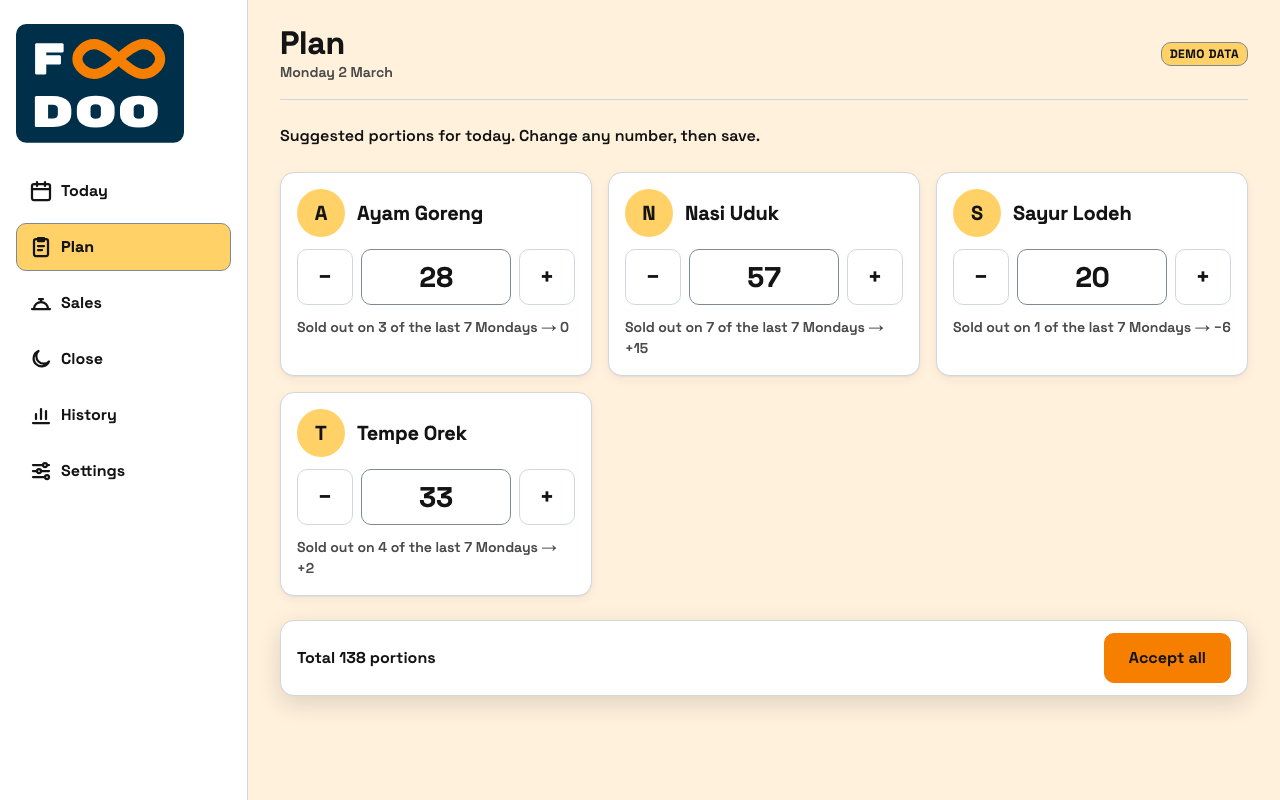 F∞
DOO
Today
Plan
Sales
Close
History
Settings
Plan
Monday 2 March
DEMO DATA
Suggested portions for today. Change any number, then save.
A Ayam Goreng
− 28 +
Sold out on 3 of the last 7 Mondays → 0
N Nasi Uduk
− 57 +
Sold out on 7 of the last 7 Mondays →
+15
S Sayur Lodeh
− 20 +
Sold out on 1 of the last 7 Mondays → −6
T Tempe Orek
− 33 +
Sold out on 4 of the last 7 Mondays →
+2
Total 138 portions
Accept all